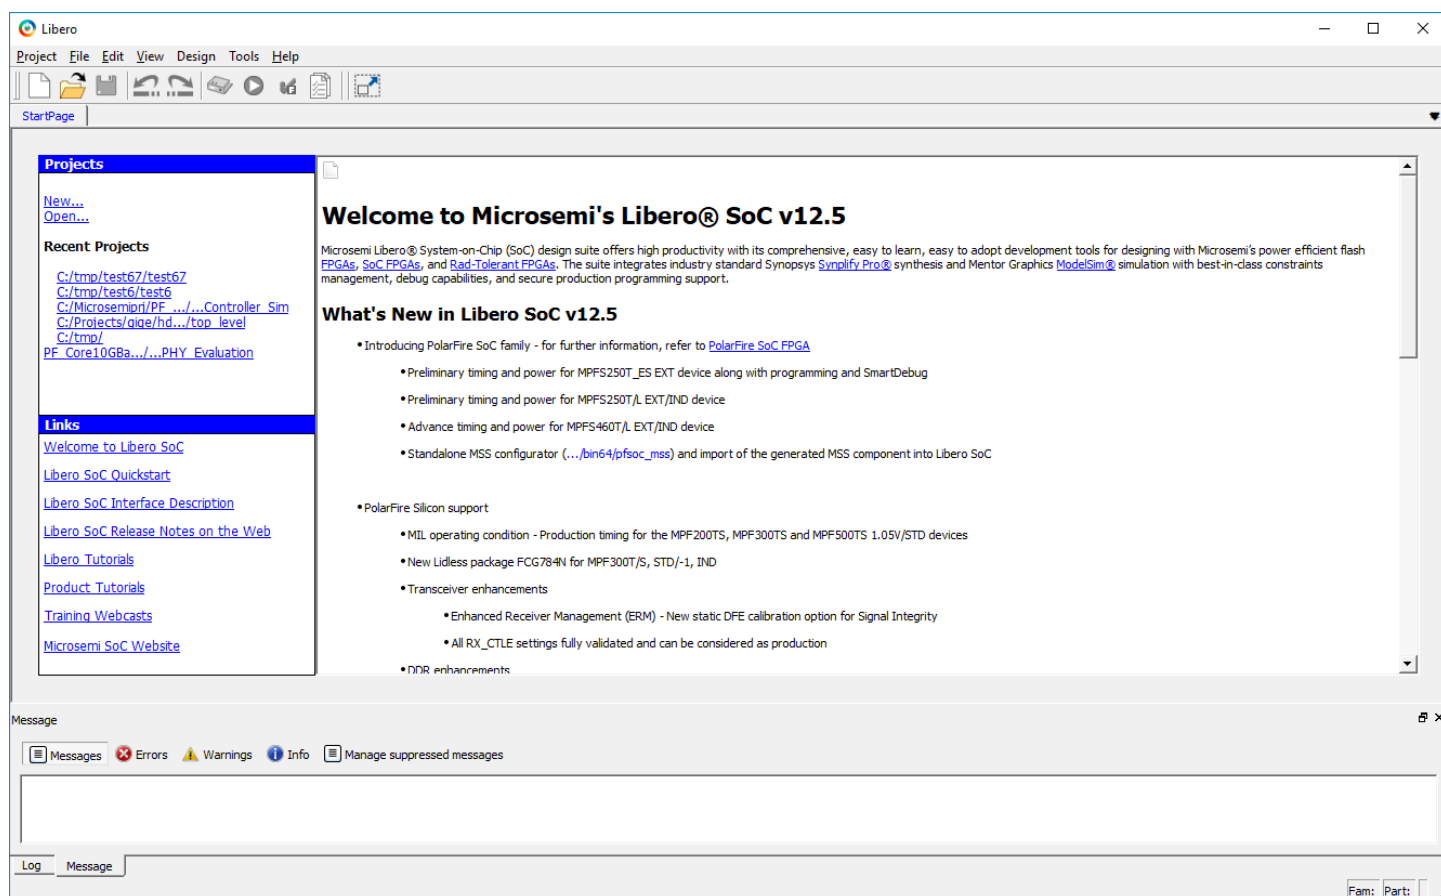 Libero
Project File Edit View Design Tools Help
StartPage
Projects
New...
Open...
Recent Projects
C:/tmp/test67/test67
C:/tmp/test6/test6
C:/Microsemiprj/PF_.../...Controller_Sim
C:/Projects/gige/hd.../top_level
C:/tmp/
PF_Core10GBa.../...PHY_Evaluation
Links
Welcome to Libero SoC
Libero SoC Quickstart
Libero SoC Interface Description
Libero SoC Release Notes on the Web
Libero Tutorials
Product Tutorials
Training Webcasts
Microsemi SoC Website
Welcome to Microsemi's Libero® SoC v12.5
Microsemi Libero® System-on-Chip (SoC) design suite offers high productivity with its comprehensive, easy to learn, easy to adopt development tools for designing with Microsemi's power efficient flash
FPGAs, SoC FPGAs, and Rad-Tolerant FPGAs. The suite integrates industry standard Synopsys Synplify Pro® synthesis and Mentor Graphics ModelSim® simulation with best-in-class constraints
management, debug capabilities, and secure production programming support.
What's New in Libero SoC v12.5
•Introducing PolarFire SoC family - for further information, refer to PolarFire SoC FPGA
•Preliminary timing and power for MPFS250T_ES EXT device along with programming and SmartDebug
•Preliminary timing and power for MPFS250T/L EXT/IND device
•Advance timing and power for MPFS460T/L EXT/IND device
•Standalone MSS configurator (.../bin64/pfsoc_mss) and import of the generated MSS component into Libero SoC
•PolarFire Silicon support
•MIL operating condition - Production timing for the MPF200TS, MPF300TS and MPF500TS 1.05V/STD devices
•New Lidless package FCG784N for MPF300T/S, STD/-1, IND
•Transceiver enhancements
•Enhanced Receiver Management (ERM) - New static DFE calibration option for Signal Integrity
•All RX_CTLE settings fully validated and can be considered as production
•DDR enhancements
Message
Messages Errors Warnings Info Manage suppressed messages
Log Message
Fam: Part: